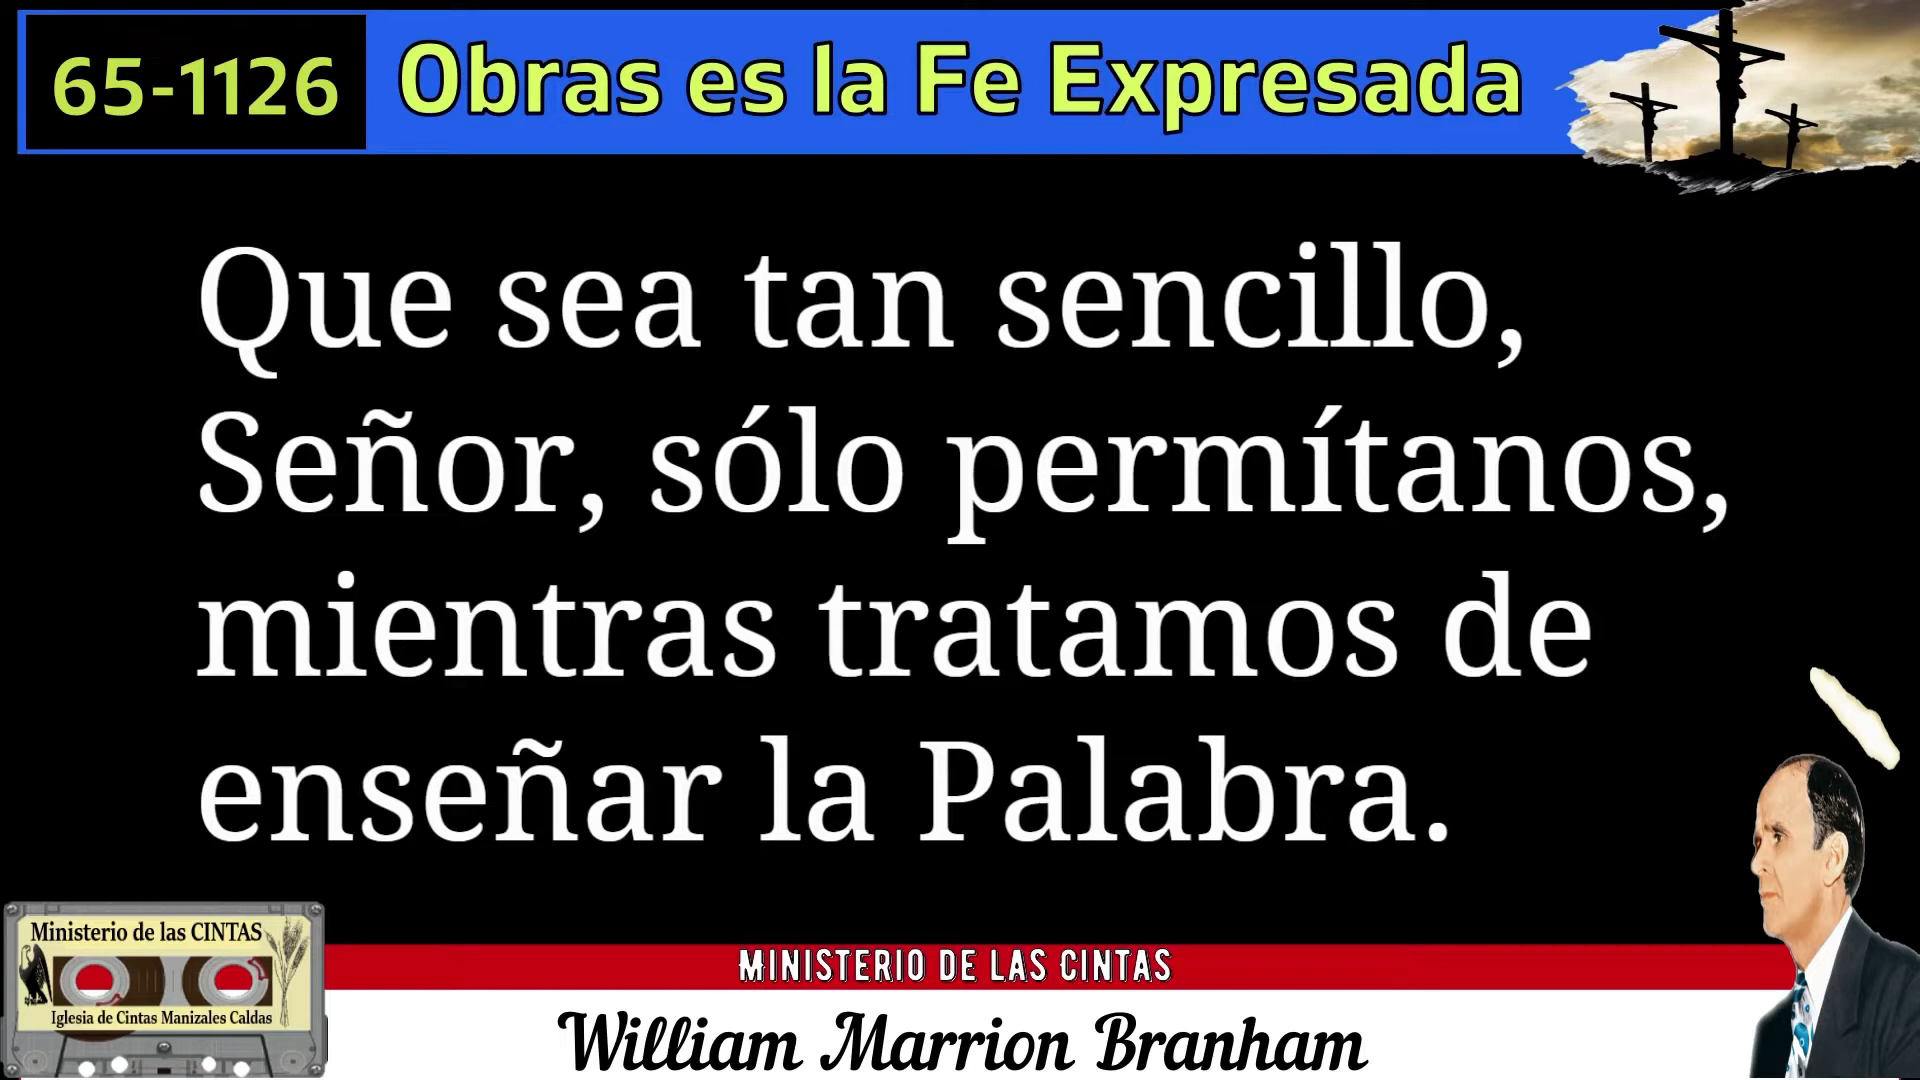 65-1126
Obras es la Fe Expresada
Que sea tan sencillo,
Señor, sólo permítanos,
mientras tratamos de
enseñar la Palabra.
Ministerio de las CINTAS
Iglesia de Cintas Manizales Caldas
MINISTERIO DE LAS CINTAS
William Marrion Branham